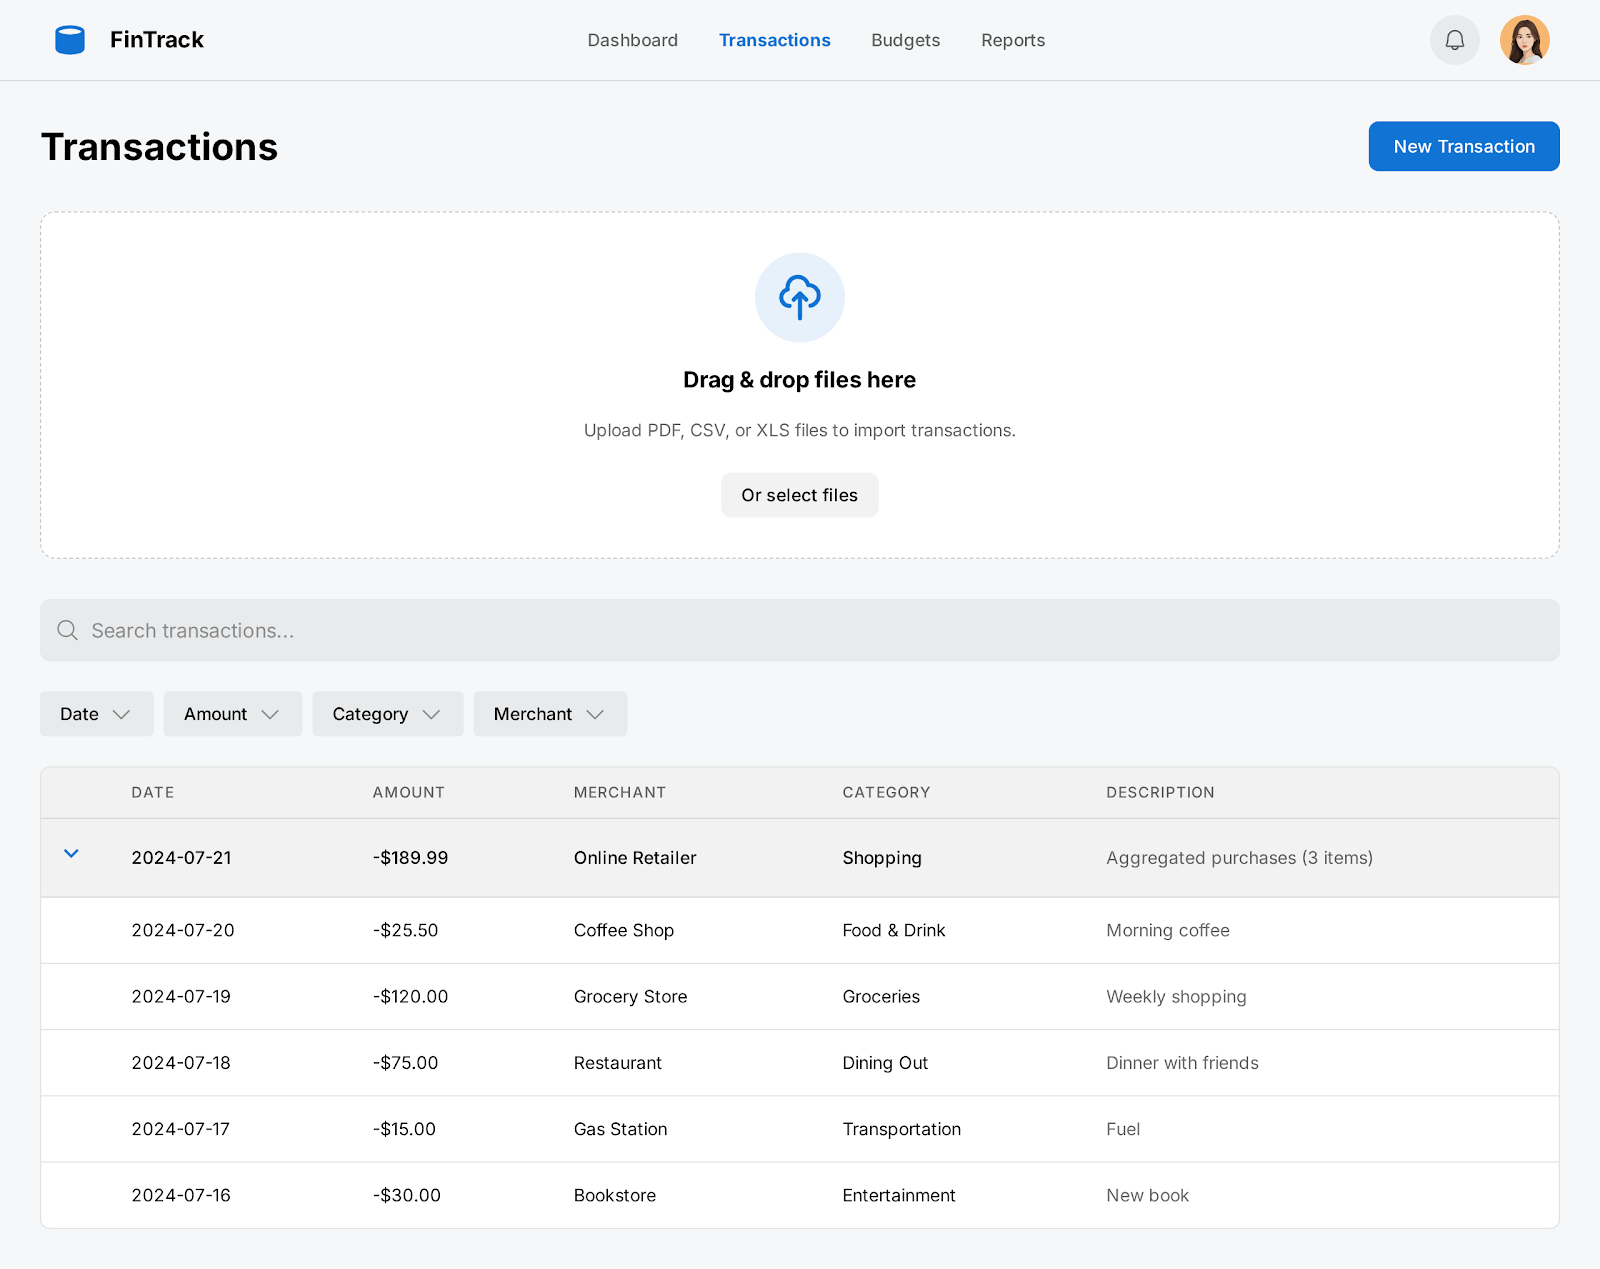 FinTrack
Dashboard Transactions Budgets Reports
Transactions
New Transaction
Drag & drop files here
Upload PDF, CSV, or XLS files to import transactions.
Or select files
Search transactions...
Date Amount Category Merchant
DATE AMOUNT MERCHANT CATEGORY DESCRIPTION
2024-07-21 -$189.99 Online Retailer Shopping Aggregated purchases (3 items)
2024-07-20 -$25.50 Coffee Shop Food & Drink Morning coffee
2024-07-19 -$120.00 Grocery Store Groceries Weekly shopping
2024-07-18 -$75.00 Restaurant Dining Out Dinner with friends
2024-07-17 -$15.00 Gas Station Transportation Fuel
2024-07-16 -$30.00 Bookstore Entertainment New book